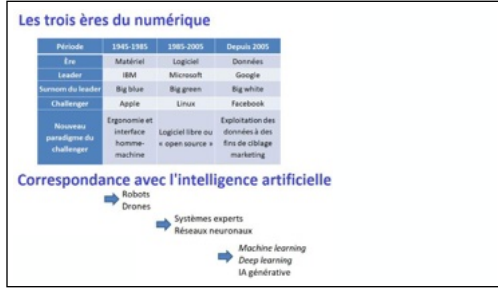 Les trois ères du numérique
Période 1945-1985 1985-2005 Depuis 2005
Ère Matériel Logiciel Données
Leader IBM Microsoft Google
Surnom du leader Big blue Big green Big white
Challenger Apple Linux Facebook
Nouveau paradigme du challenger Ergonomie et interface homme-machine Logiciel libre ou « open source » Exploitation des données à des fins de ciblage marketing
Correspondance avec l'intelligence artificielle
Robots
Drones
Systèmes experts
Réseaux neuronaux
Machine learning
Deep learning
IA générative